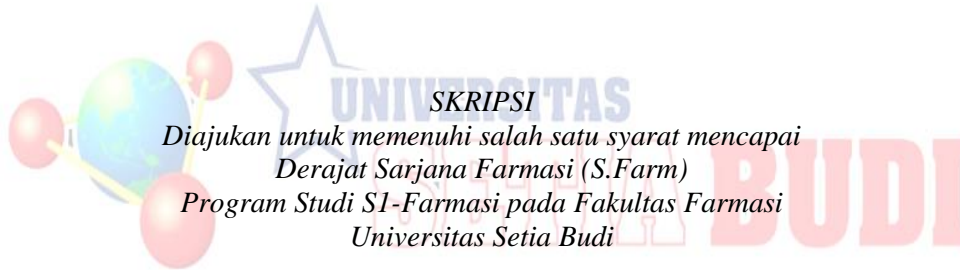 UNIVERSITAS
SETIA BUDI
SKRIPSI
Diajukan untuk memenuhi salah satu syarat mencapai
Derajat Sarjana Farmasi (S.Farm)
Program Studi S1-Farmasi pada Fakultas Farmasi
Universitas Setia Budi